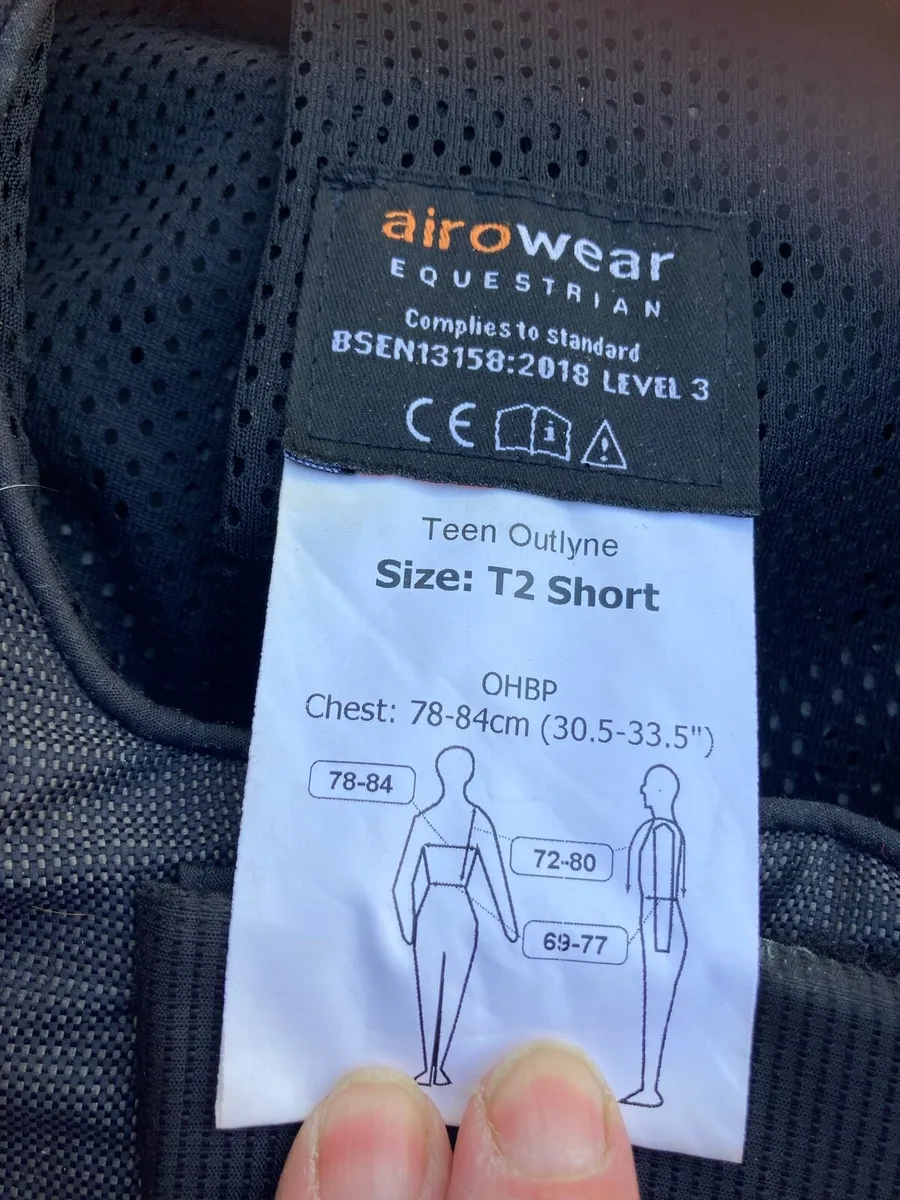 airowear
EQUESTRIAN
Complies to standard
BSEN13158:2018 LEVEL 3
CE
Teen Outlyne
Size: T2 Short
OHBP
Chest: 78-84cm (30.5-33.5")
78-84
72-80
69-77